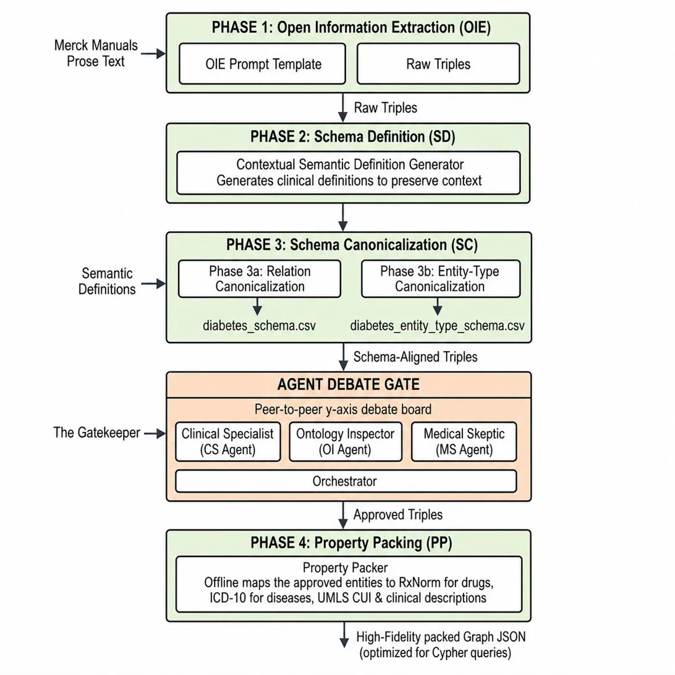 PHASE 1: Open Information Extraction (OIE)
Merck Manuals
Prose Text
OIE Prompt Template
Raw Triples
Raw Triples
PHASE 2: Schema Definition (SD)
Contextual Semantic Definition Generator
Generates clinical definitions to preserve context
PHASE 3: Schema Canonicalization (SC)
Semantic
Definitions
Phase 3a: Relation
Canonicalization
Phase 3b: Entity-Type
Canonicalization
diabetes_schema.csv
diabetes_entity_type_schema.csv
Schema-Aligned Triples
AGENT DEBATE GATE
Peer-to-peer y-axis debate board
The Gatekeeper
Clinical Specialist
(CS Agent)
Ontology Inspector
(OI Agent)
Medical Skeptic
(MS Agent)
Orchestrator
Approved Triples
PHASE 4: Property Packing (PP)
Property Packer
Offline maps the approved entities to RxNorm for drugs,
ICD-10 for diseases, UMLS CUI & clinical descriptions
High-Fidelity packed Graph JSON
(optimized for Cypher queries)